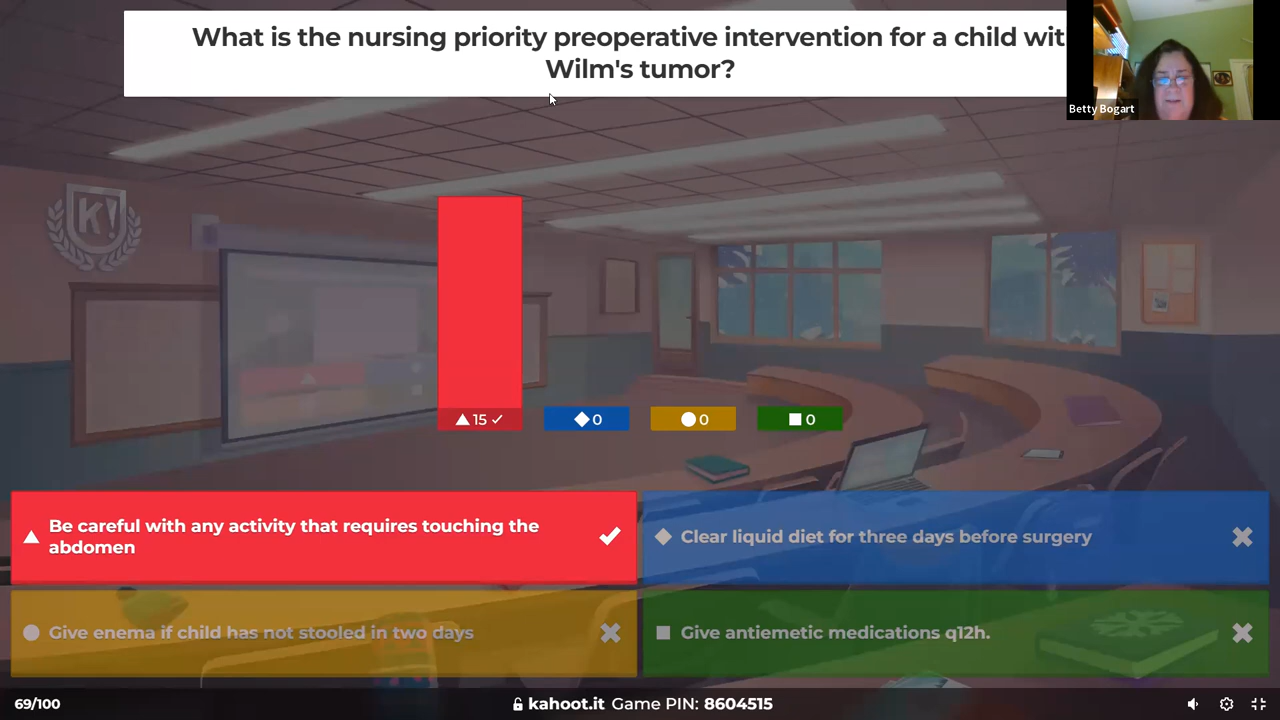 What is the nursing priority preoperative intervention for a child wit
Wilm's tumor?
Betty Bogart
K!
15
0
0
0
Be careful with any activity that requires touching the
abdomen
Clear liquid diet for three days before surgery
Give enema if child has not stooled in two days
Give antiemetic medications q12h.
69/100
kahoot.it Game PIN: 8604515